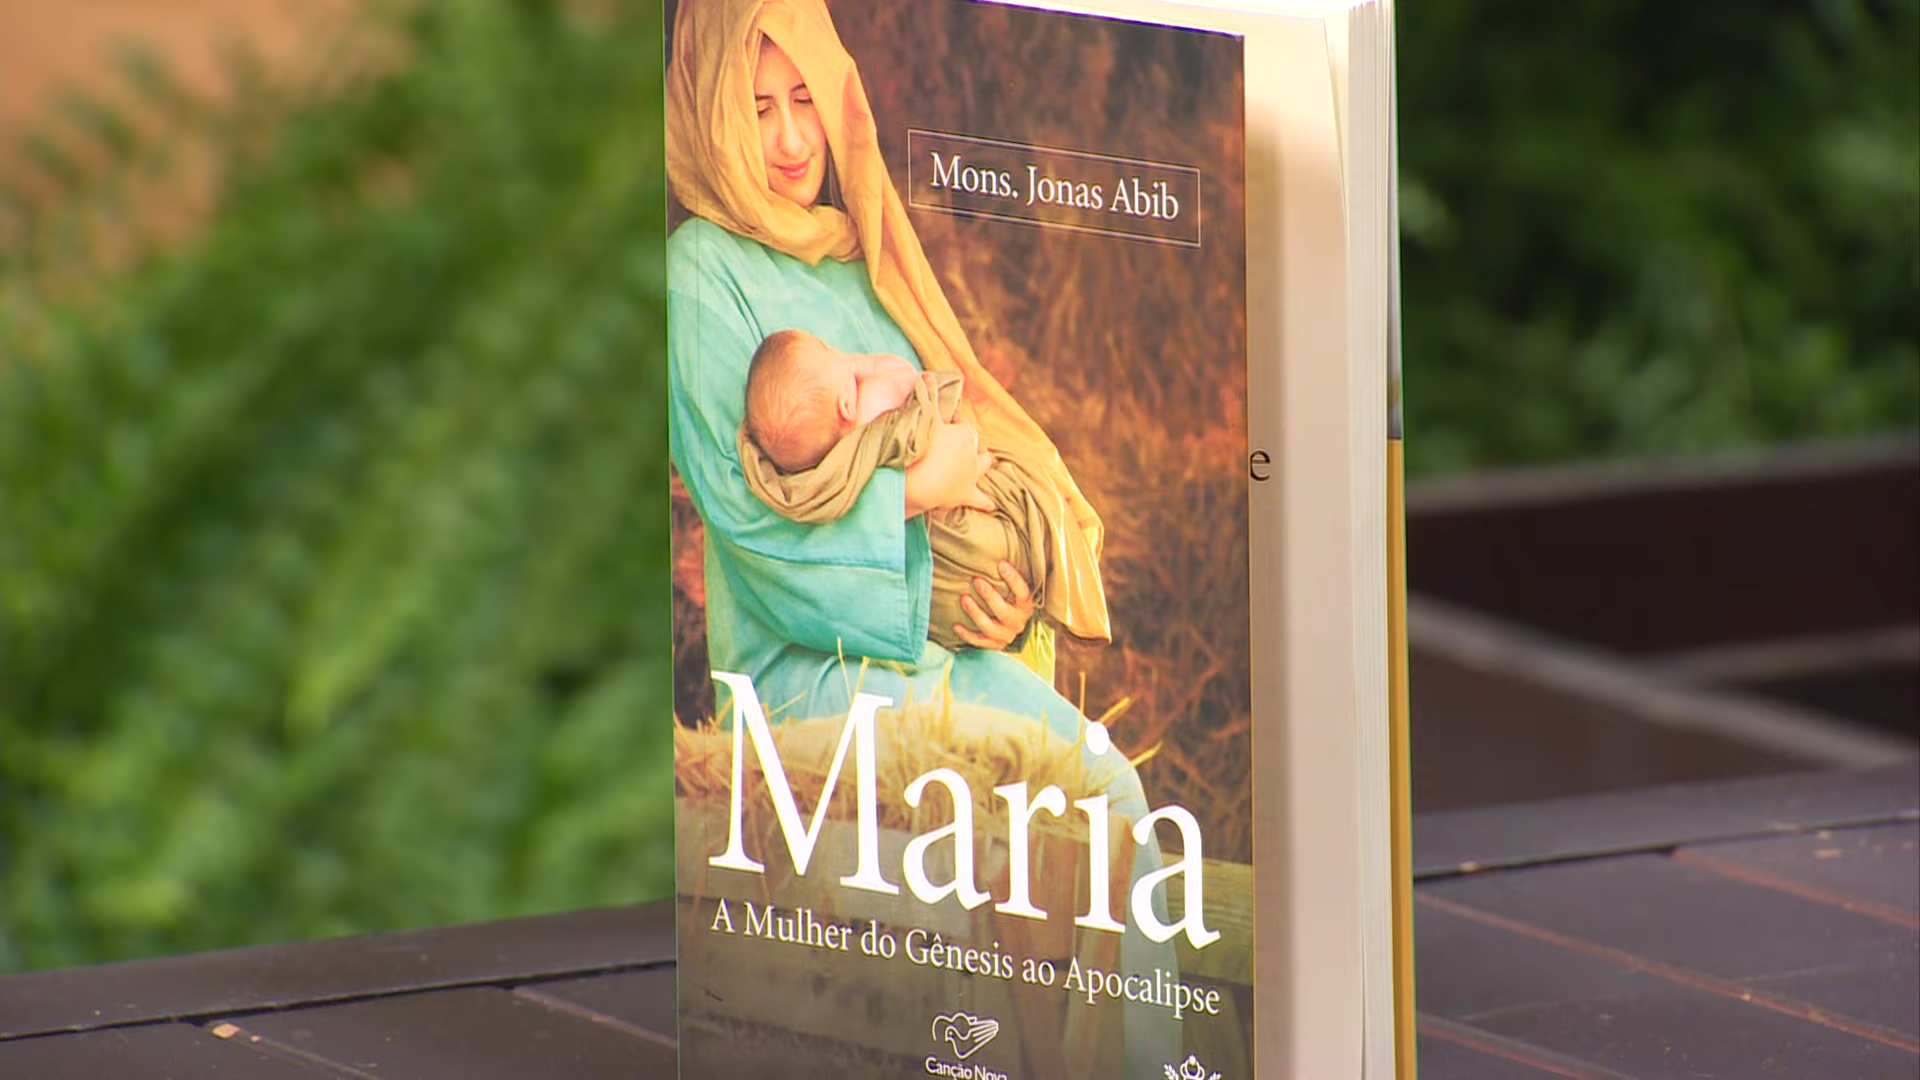 Mons. Jonas Abib
e
Maria
A Mulher do Gênesis ao Apocalipse
Canção Nova